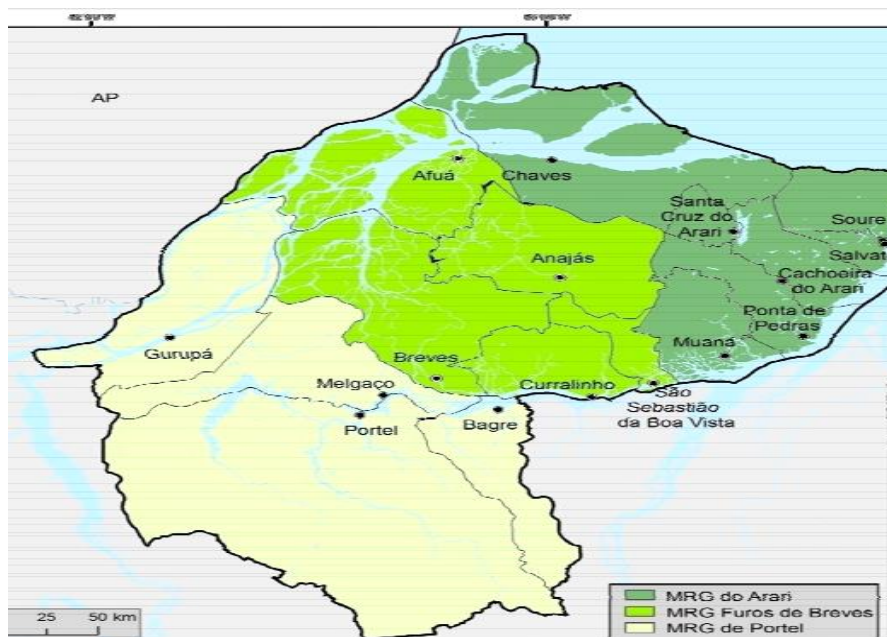 AP
Afuá
Chaves
Santa
Cruz do
Arari
Soure
Salvat
Anajás
Cachoeira
do Arari
Ponta de
Pedras
Muaná
Gurupá
Breves
Melgaço
Curralinho
São
Sebastião
da Boa Vista
Portel
Bagre
MRG do Arari
MRG Furos de Breves
MRG de Portel
25 50 km